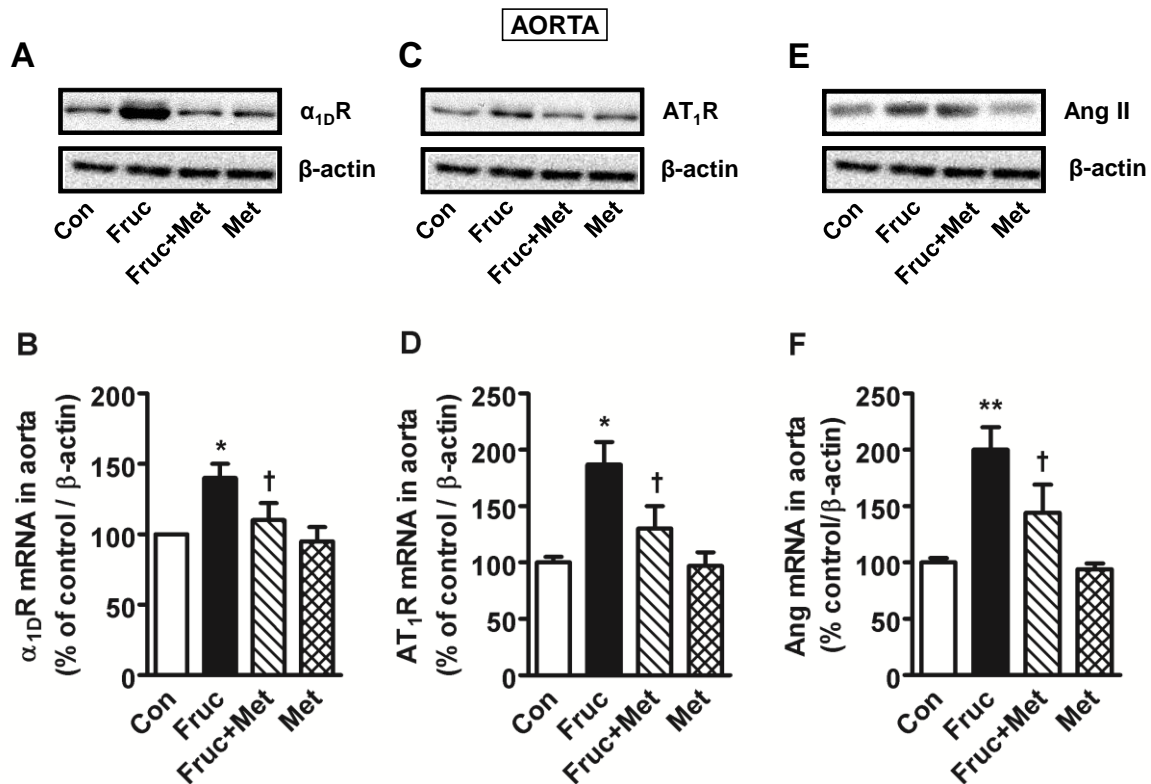 AORTA
A
α1DR
β-actin
Con
Fruc
Fruc+Met
Met
C
AT1R
β-actin
Con
Fruc
Fruc+Met
Met
E
Ang II
β-actin
Con
Fruc
Fruc+Met
Met
B
α1DR mRNA in aorta
(% of control / β-actin)
200
150
100
50
0
*
†
Con
Fruc
Fruc+Met
Met
D
AT1R mRNA in aorta
(% of control / β-actin)
250
200
150
100
50
0
*
†
Con
Fruc
Fruc+Met
Met
F
Ang mRNA in aorta
(% control/β-actin)
250
200
150
100
50
0
**
†
Con
Fruc
Fruc+Met
Met